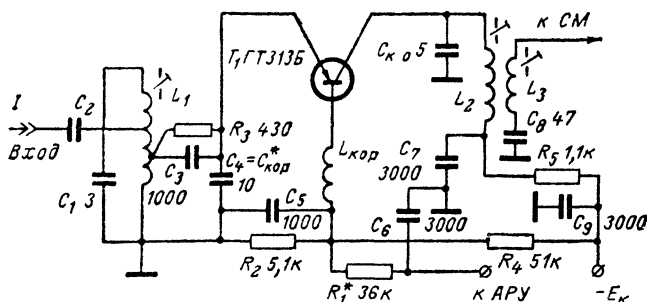 к СМ
Т₁ ГТ313Б
Cк о 5
I
C₂
L₁
Вход
R₃ 430
L₂
L₃
C₈ 47
C₁ 3
C₃
1000
C₄=C*кор
10
Lкор
C₇
3000
R₅ 1,1к
C₅
1000
C₆
3000
C₉
3000
R₂ 5,1к
R₄ 51к
R₁* 36к
к АРУ
-Eк